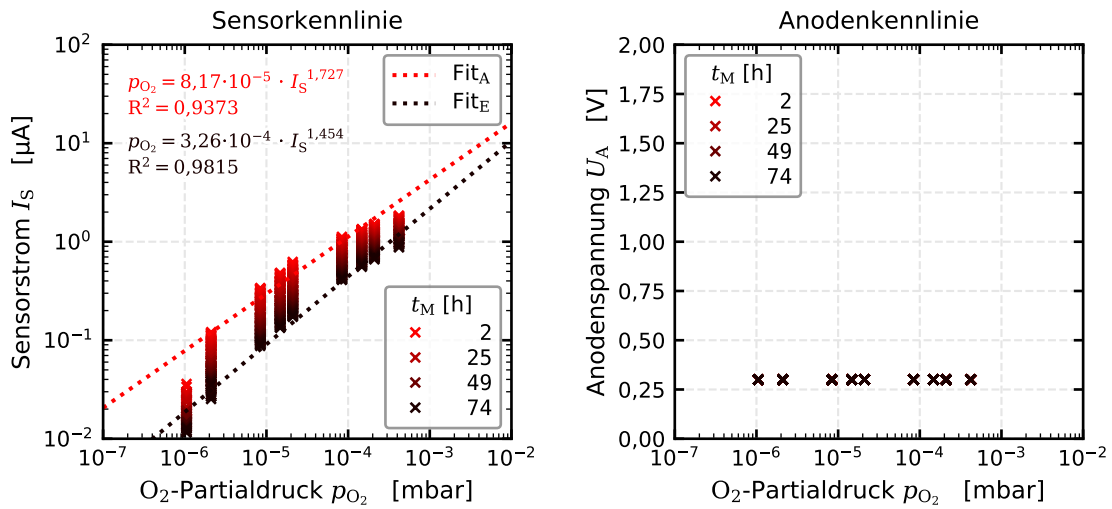 Sensorkennlinie
10²
10¹
10⁰
10⁻¹
10⁻²
Sensorstrom I_S [µA]
p_O₂ = 8,17·10⁻⁵ · I_S^1,727
R² = 0,9373
p_O₂ = 3,26·10⁻⁴ · I_S^1,454
R² = 0,9815
Fit_A
Fit_E
t_M [h]
2
25
49
74
10⁻⁷ 10⁻⁶ 10⁻⁵ 10⁻⁴ 10⁻³ 10⁻²
O₂-Partialdruck p_O₂ [mbar]
Anodenkennlinie
2,00
1,75
1,50
1,25
1,00
0,75
0,50
0,25
0,00
Anodenspannung U_A [V]
t_M [h]
2
25
49
74
10⁻⁷ 10⁻⁶ 10⁻⁵ 10⁻⁴ 10⁻³ 10⁻²
O₂-Partialdruck p_O₂ [mbar]